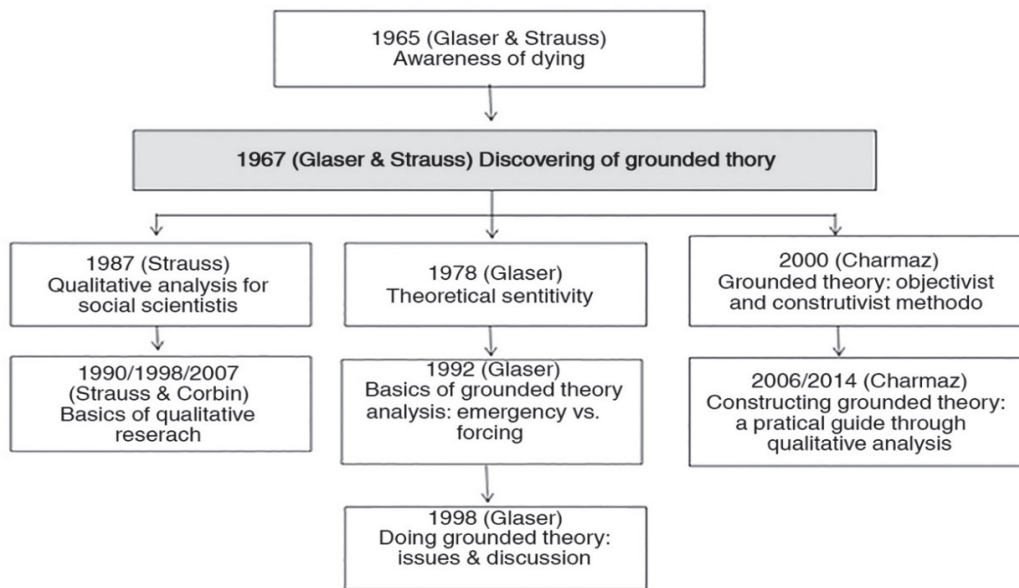 1965 (Glaser & Strauss)
Awareness of dying
1967 (Glaser & Strauss) Discovering of grounded thory
1987 (Strauss)
Qualitative analysis for
social scientistis
1990/1998/2007
(Strauss & Corbin)
Basics of qualitative
reserach
1978 (Glaser)
Theoretical sentitivity
1992 (Glaser)
Basics of grounded theory
analysis: emergency vs.
forcing
1998 (Glaser)
Doing grounded theory:
issues & discussion
2000 (Charmaz)
Grounded theory: objectivist
and construtivist methodo
2006/2014 (Charmaz)
Constructing grounded theory:
a pratical guide through
qualitative analysis